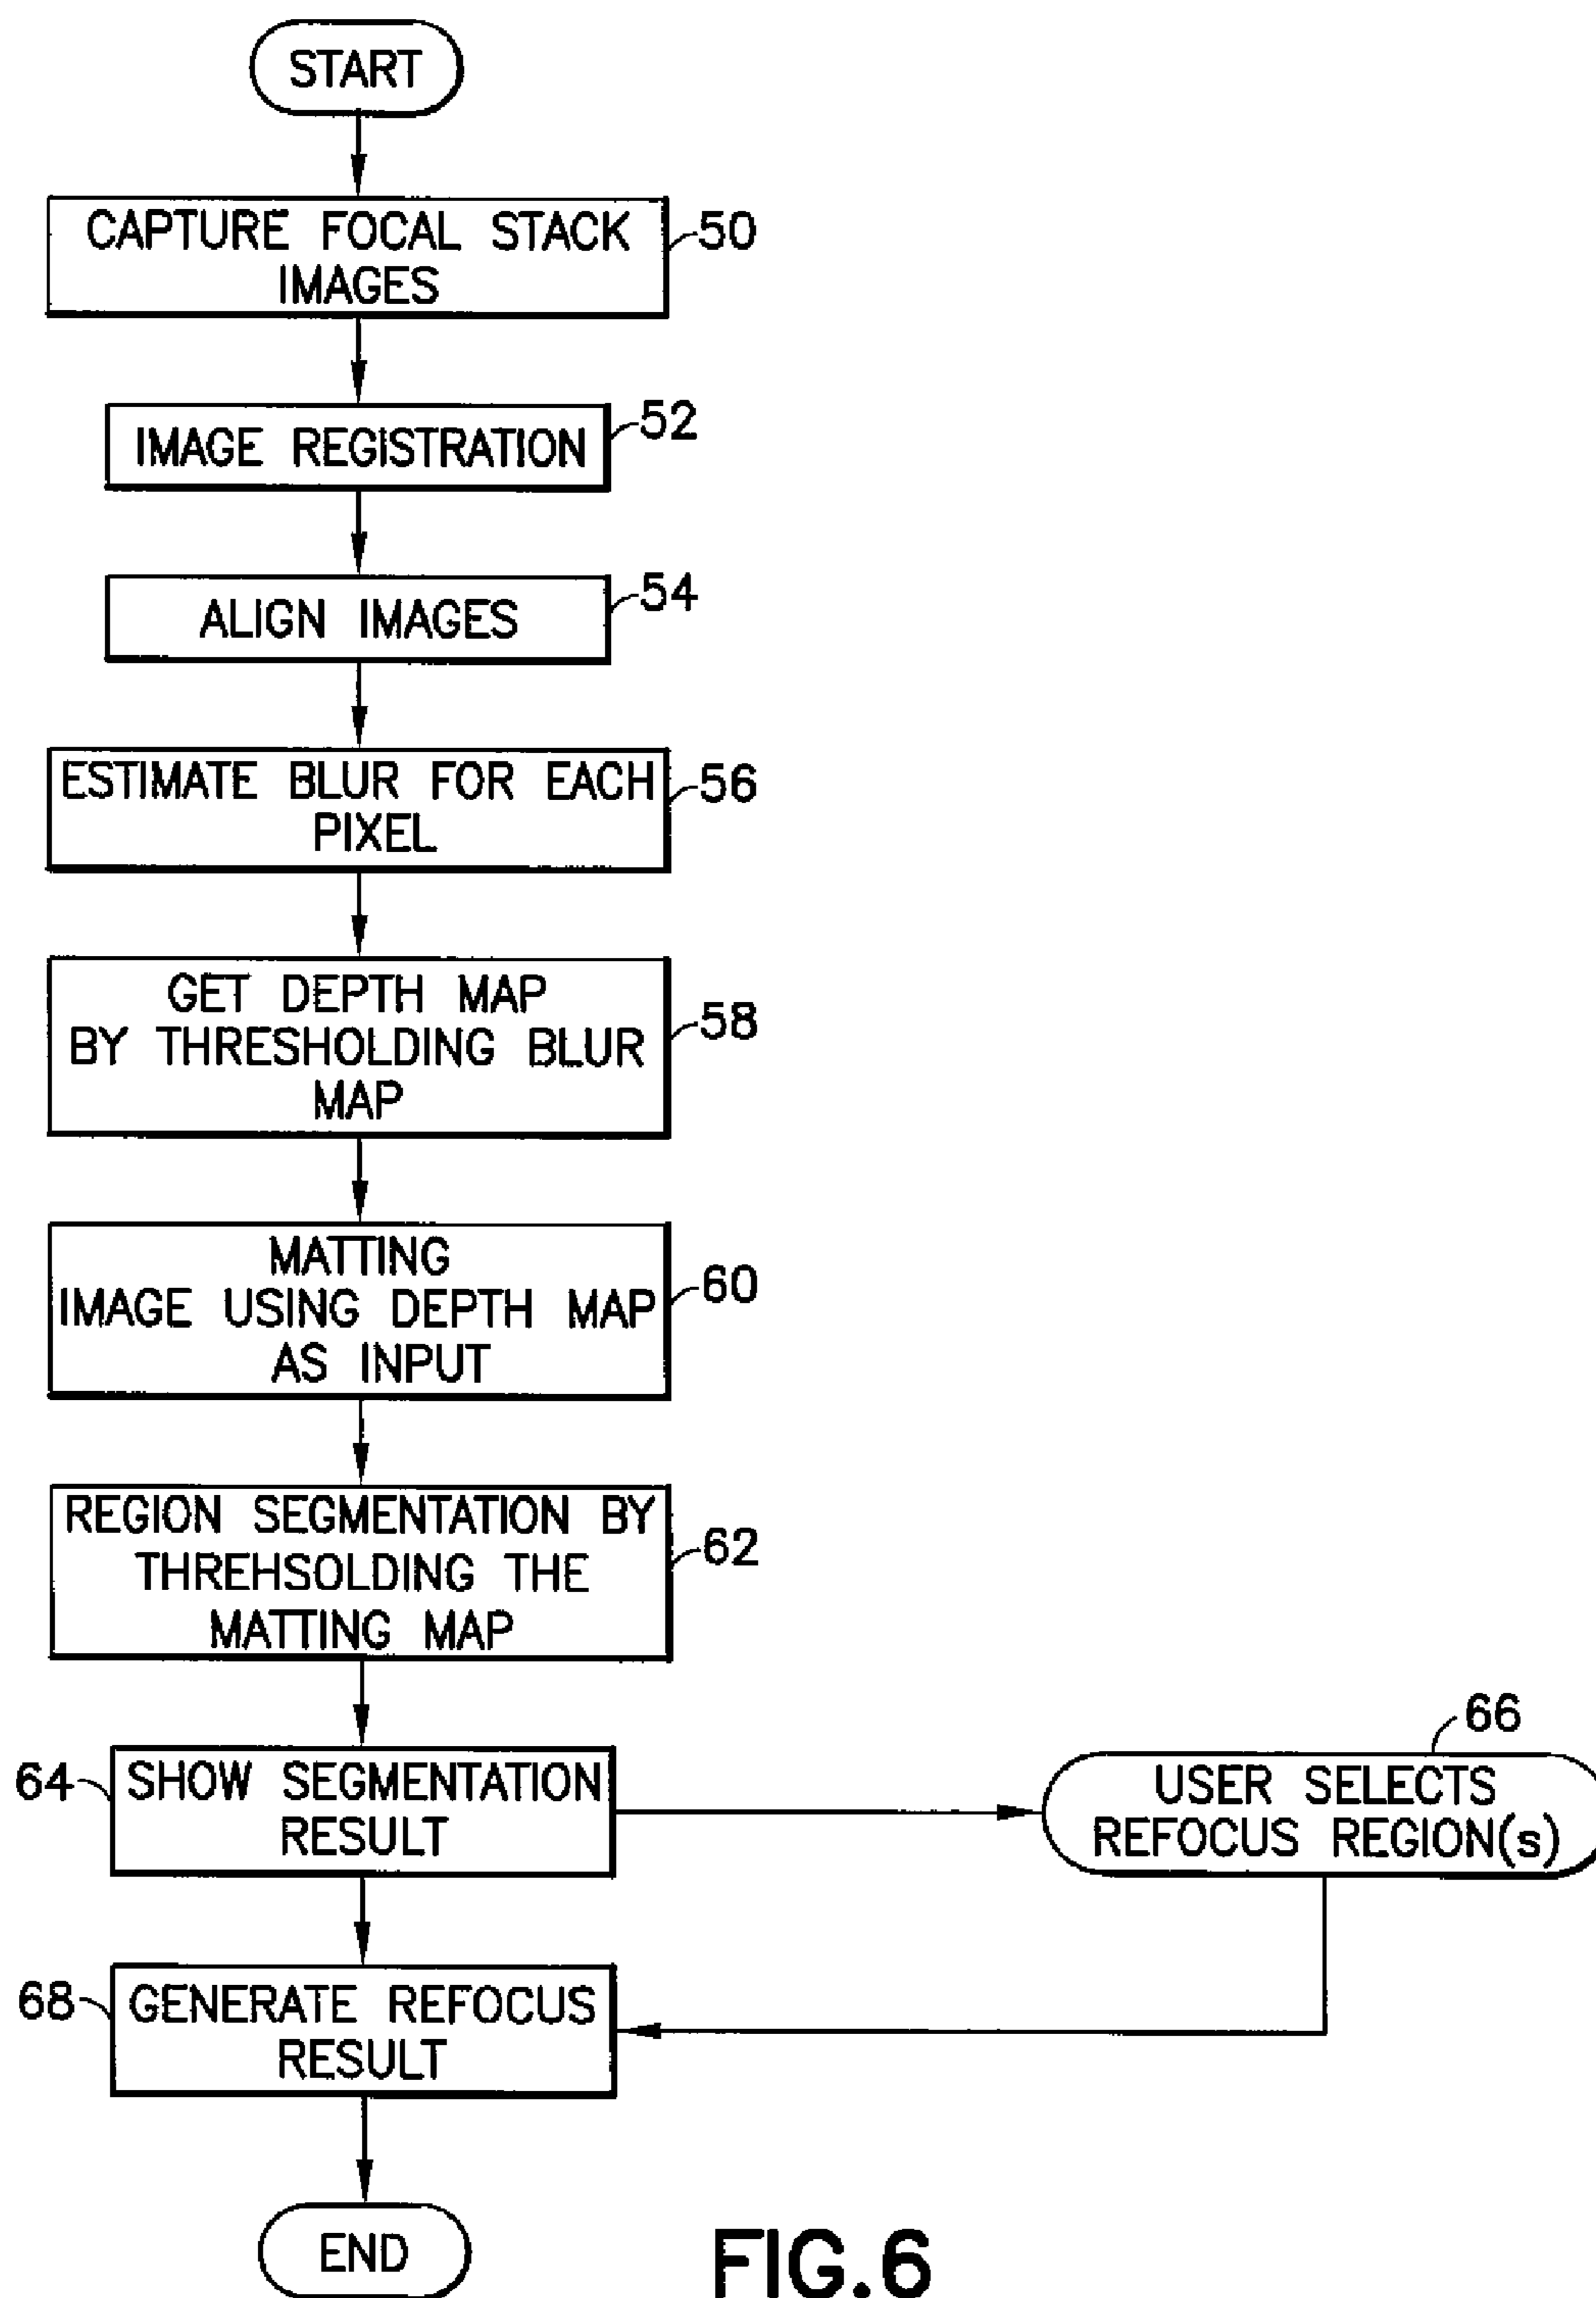 START
CAPTURE FOCAL STACK
IMAGES
50
IMAGE REGISTRATION
52
ALIGN IMAGES
54
ESTIMATE BLUR FOR EACH
PIXEL
56
GET DEPTH MAP
BY THRESHOLDING BLUR
MAP
58
MATTING
IMAGE USING DEPTH MAP
AS INPUT
60
REGION SEGMENTATION BY
THREHSOLDING THE
MATTING MAP
62
64
SHOW SEGMENTATION
RESULT
66
USER SELECTS
REFOCUS REGION(s)
68
GENERATE REFOCUS
RESULT
END
FIG.6